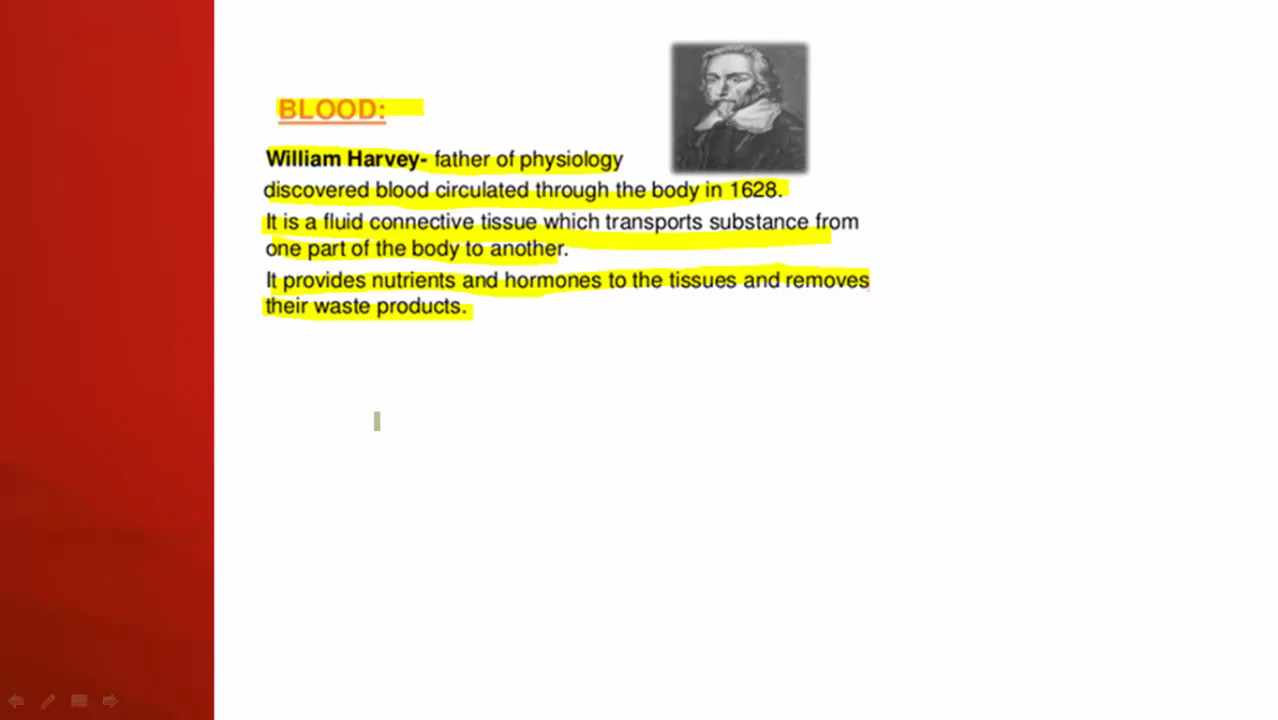 BLOOD:
William Harvey- father of physiology
discovered blood circulated through the body in 1628.
It is a fluid connective tissue which transports substance from
one part of the body to another.
It provides nutrients and hormones to the tissues and removes
their waste products.